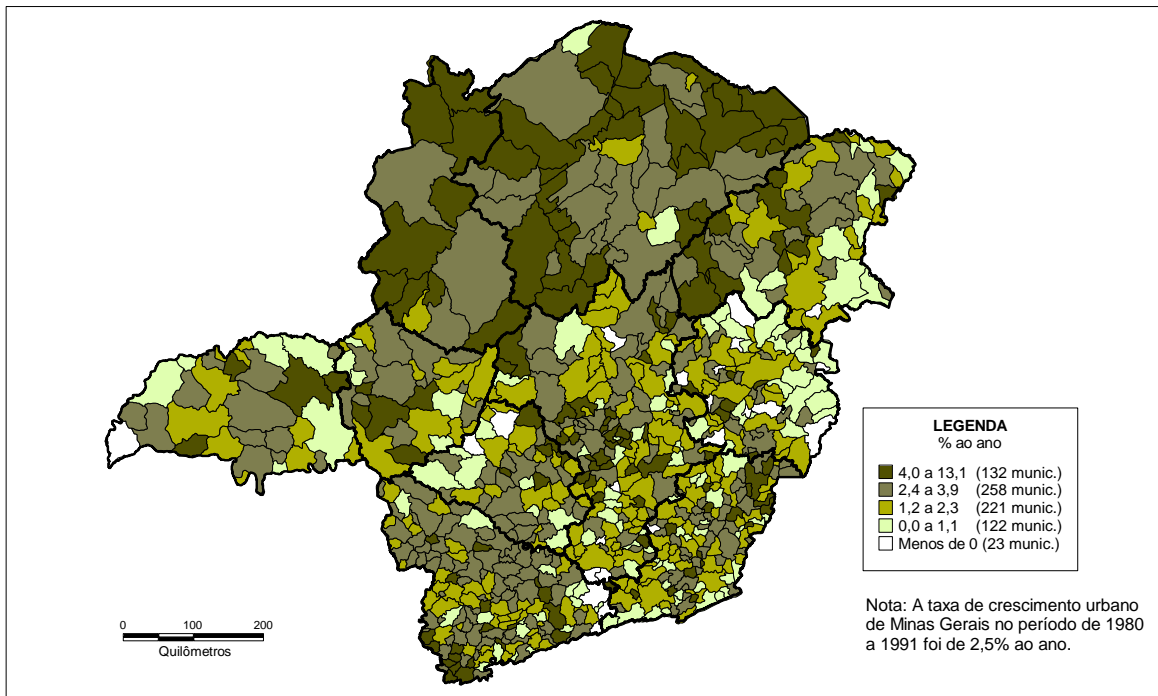 LEGENDA
% ao ano
4,0 a 13,1 (132 munic.)
2,4 a 3,9 (258 munic.)
1,2 a 2,3 (221 munic.)
0,0 a 1,1 (122 munic.)
Menos de 0 (23 munic.)
Nota: A taxa de crescimento urbano
de Minas Gerais no período de 1980
a 1991 foi de 2,5% ao ano.
0 100 200
Quilômetros